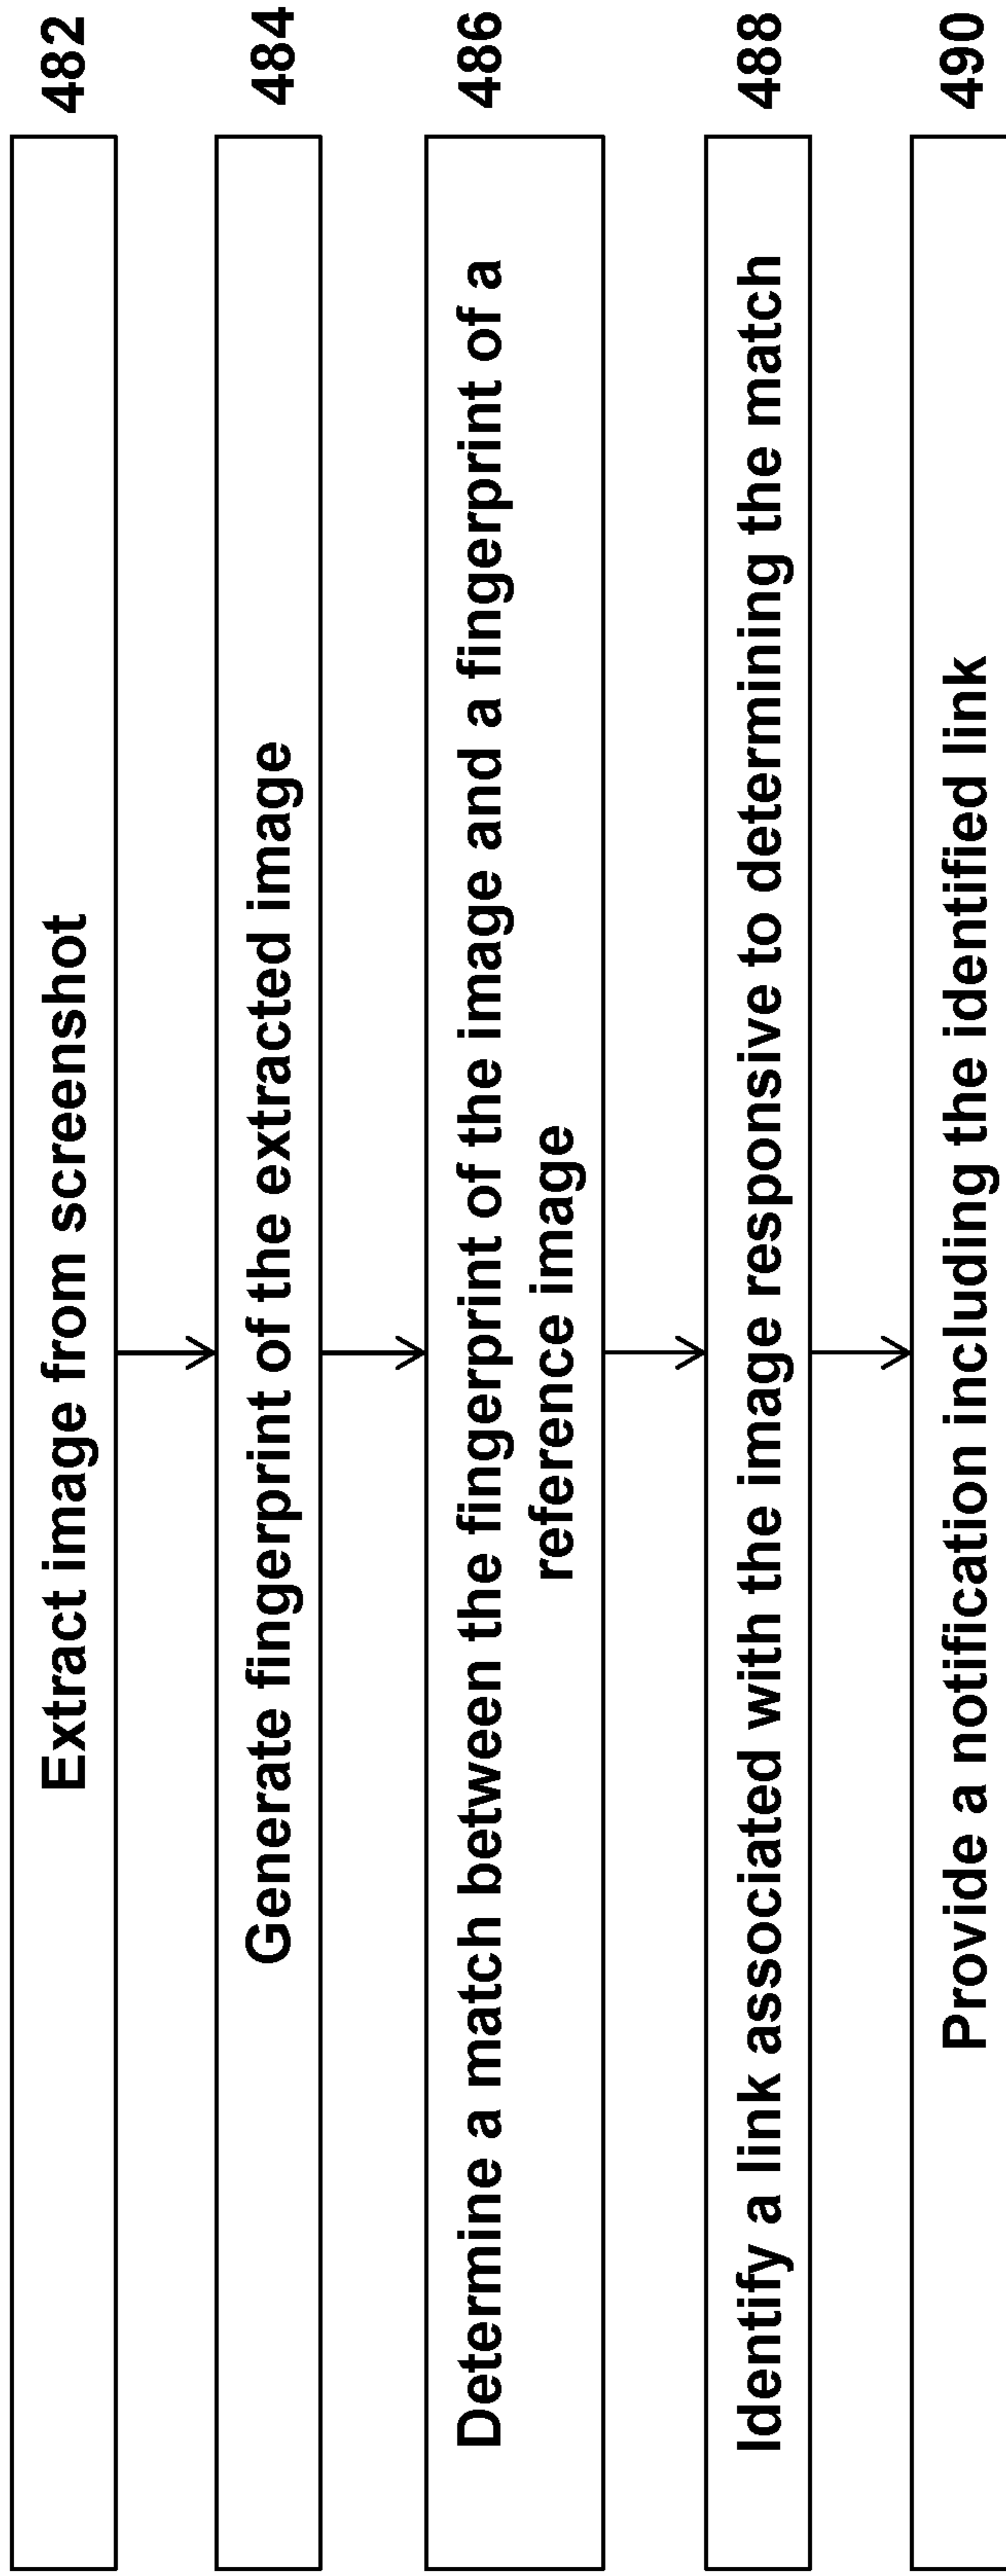 Extract image from screenshot
482
Generate fingerprint of the extracted image
484
Determine a match between the fingerprint of the image and a fingerprint of a
reference image
486
Identify a link associated with the image responsive to determining the match
488
Provide a notification including the identified link
490